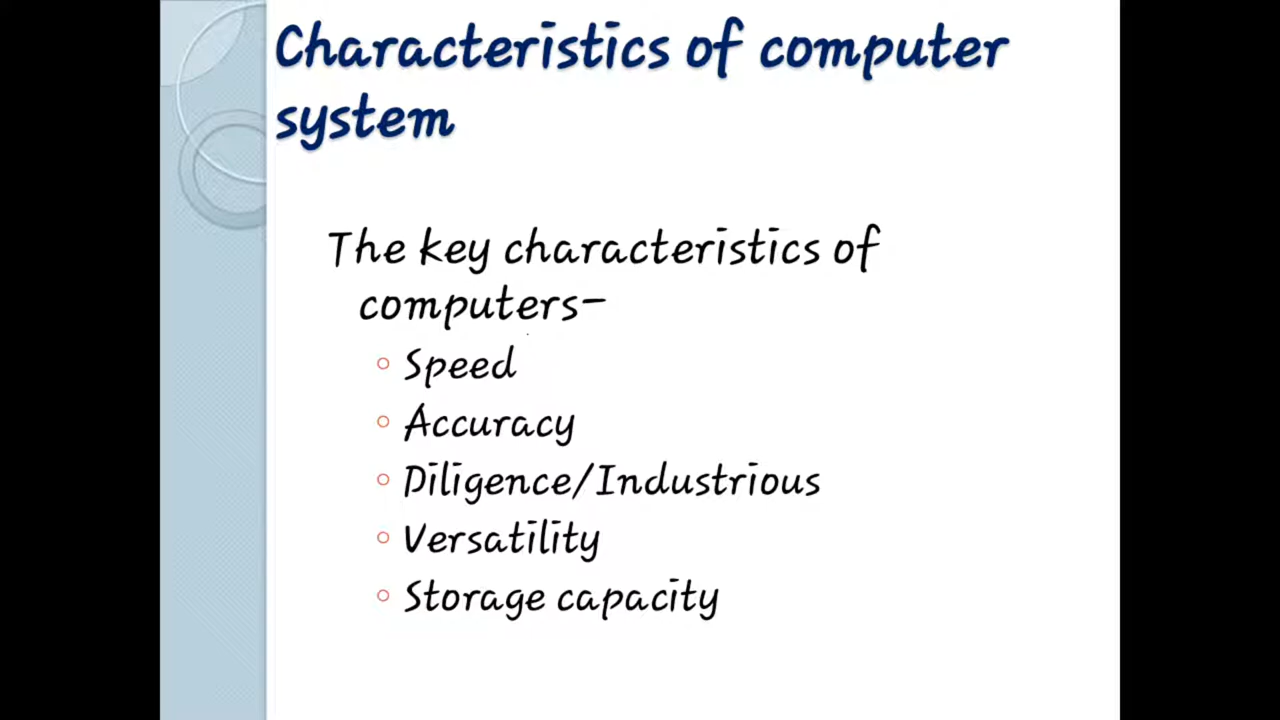 Characteristics of computer
system
The key characteristics of
computers-
Speed
Accuracy
Diligence/Industrious
Versatility
Storage capacity